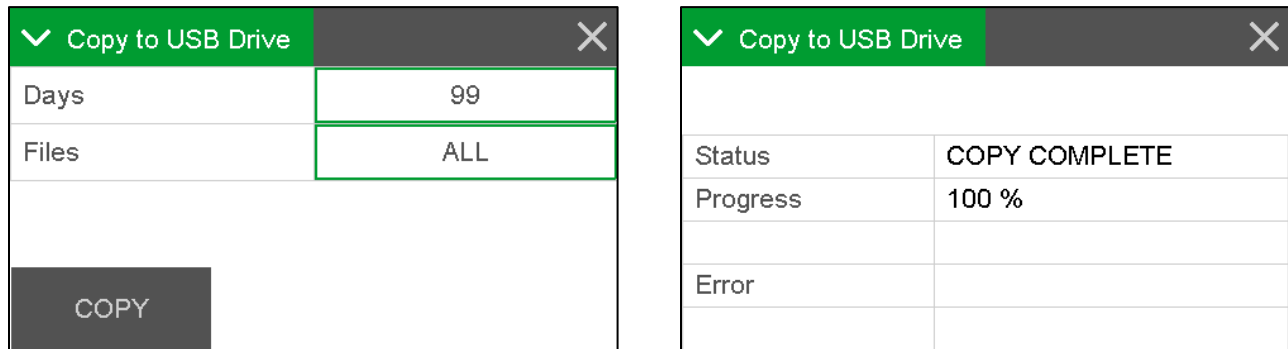 Copy to USB Drive
Days 99
Files ALL
COPY
Copy to USB Drive
Status COPY COMPLETE
Progress 100 %
Error